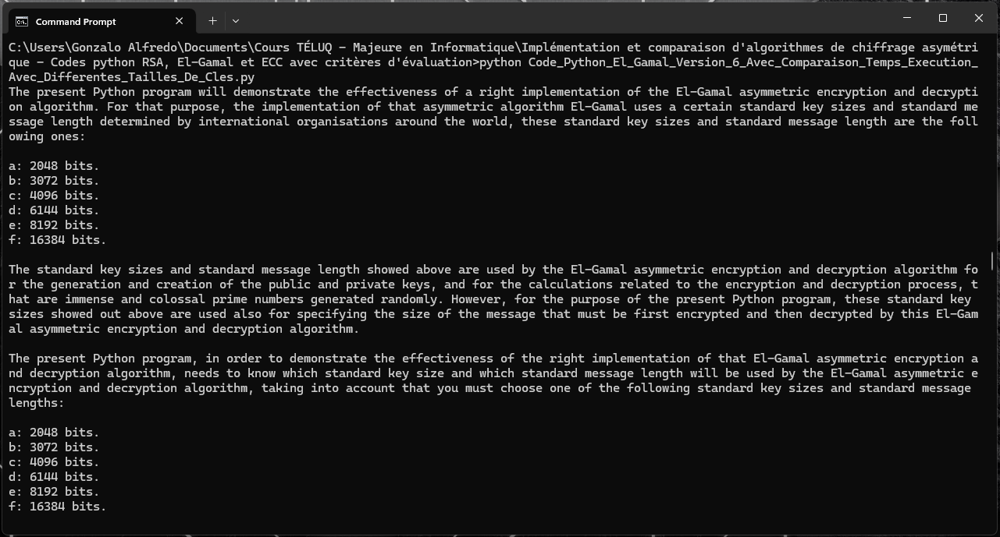 Command Prompt
C:\Users\Gonzalo Alfredo\Documents\Cours TÉLUQ - Majeure en Informatique\Implémentation et comparaison d'algorithmes de chiffrage asymétri
que - Codes python RSA, El-Gamal et ECC avec critères d'évaluation>python Code_Python_El_Gamal_Version_6_Avec_Comparaison_Temps_Execution_
Avec_Differentes_Tailles_De_Cles.py
The present Python program will demonstrate the effectiveness of a right implementation of the El-Gamal asymmetric encryption and decrypti
on algorithm. For that purpose, the implementation of that asymmetric algorithm El-Gamal uses a certain standard key sizes and standard me
ssage length determined by international organisations around the world, these standard key sizes and standard message length are the foll
owing ones:
a: 2048 bits.
b: 3072 bits.
c: 4096 bits.
d: 6144 bits.
e: 8192 bits.
f: 16384 bits.
The standard key sizes and standard message length showed above are used by the El-Gamal asymmetric encryption and decryption algorithm fo
r the generation and creation of the public and private keys, and for the calculations related to the encryption and decryption process, t
hat are immense and colossal prime numbers generated randomly. However, for the purpose of the present Python program, these standard key
sizes showed out above are used also for specifying the size of the message that must be first encrypted and then decrypted by this El-Gam
al asymmetric encryption and decryption algorithm.
The present Python program, in order to demonstrate the effectiveness of the right implementation of that El-Gamal asymmetric encryption a
nd decryption algorithm, needs to know which standard key size and which standard message length will be used by the El-Gamal asymmetric e
ncryption and decryption algorithm, taking into account that you must choose one of the following standard key sizes and standard message
lengths:
a: 2048 bits.
b: 3072 bits.
c: 4096 bits.
d: 6144 bits.
e: 8192 bits.
f: 16384 bits.